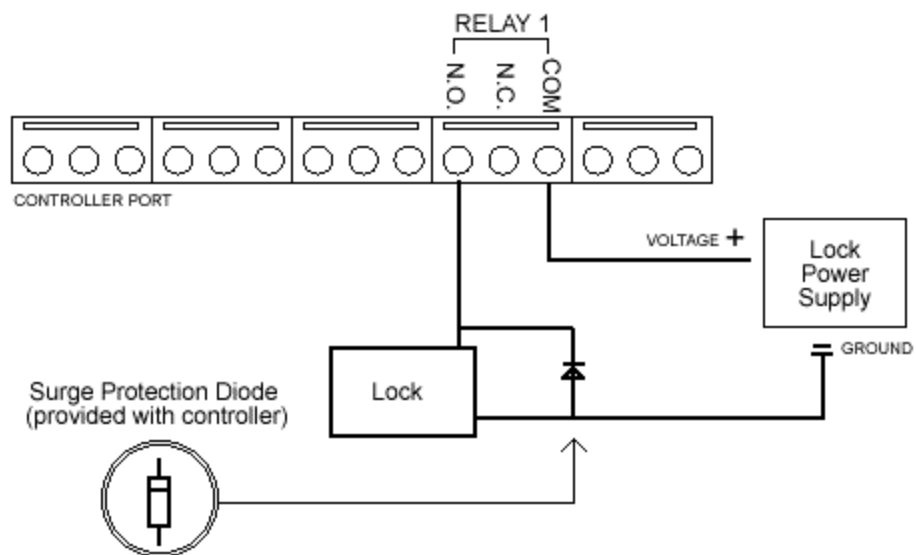 RELAY 1
N.O.
N.C.
COM
CONTROLLER PORT
VOLTAGE +
Lock
Power
Supply
GROUND
Lock
Surge Protection Diode
(provided with controller)